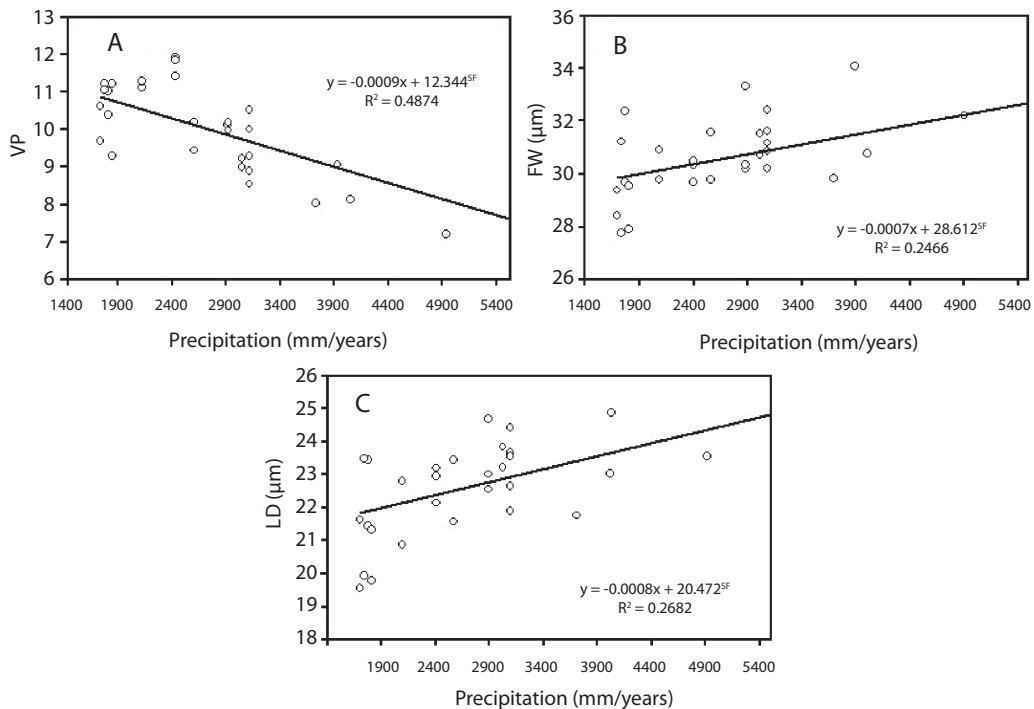 A
y = -0.0009x + 12.344SF
R2 = 0.4874
VP
13
12
11
10
9
8
7
6
1400 1900 2400 2900 3400 3900 4400 4900 5400
Precipitation (mm/years)
B
y = -0.0007x + 28.612SF
R2 = 0.2466
FW (μm)
34
32
30
28
26
1400 1900 2400 2900 3400 3900 4400 4900 5400
Precipitation (mm/years)
C
y = -0.0008x + 20.472SF
R2 = 0.2682
LD (μm)
26
25
24
23
22
21
20
19
18
1900 2400 2900 3400 3900 4400 4900 5400
Precipitation (mm/years)